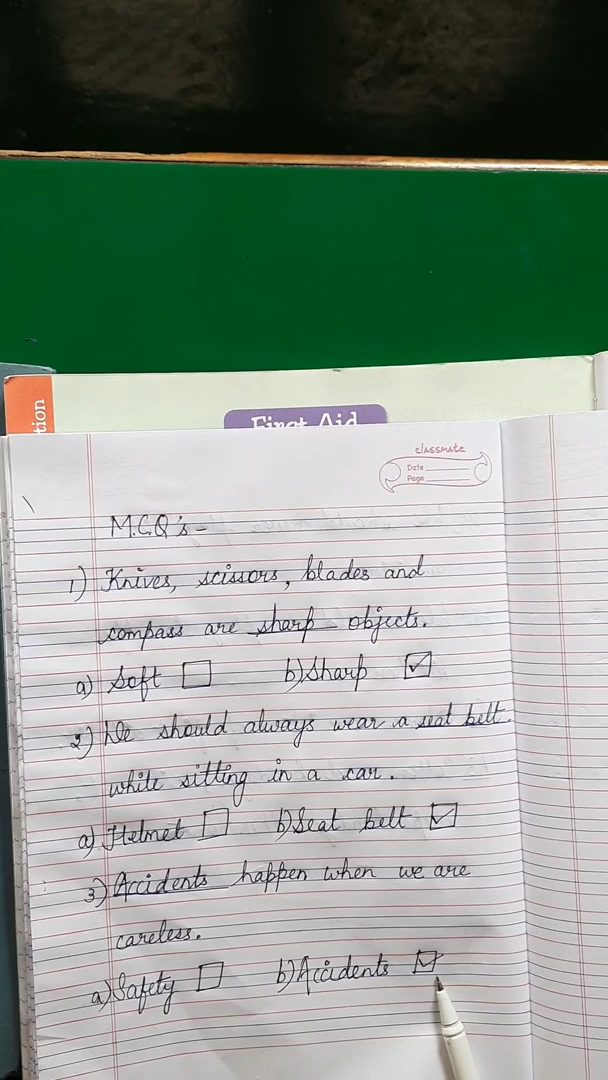 tion
First Aid
classmate
Date
Page
M.C.Q's -
1) Knives, scissors, blades and
compass are sharp objects.
a) Soft ☐ b) Sharp ☑
2) We should always wear a seat belt
while sitting in a car.
a) Helmet ☐ b) Seat belt ☑
3) Accidents happen when we are
careless.
a) Safety ☐ b) Accidents ☑